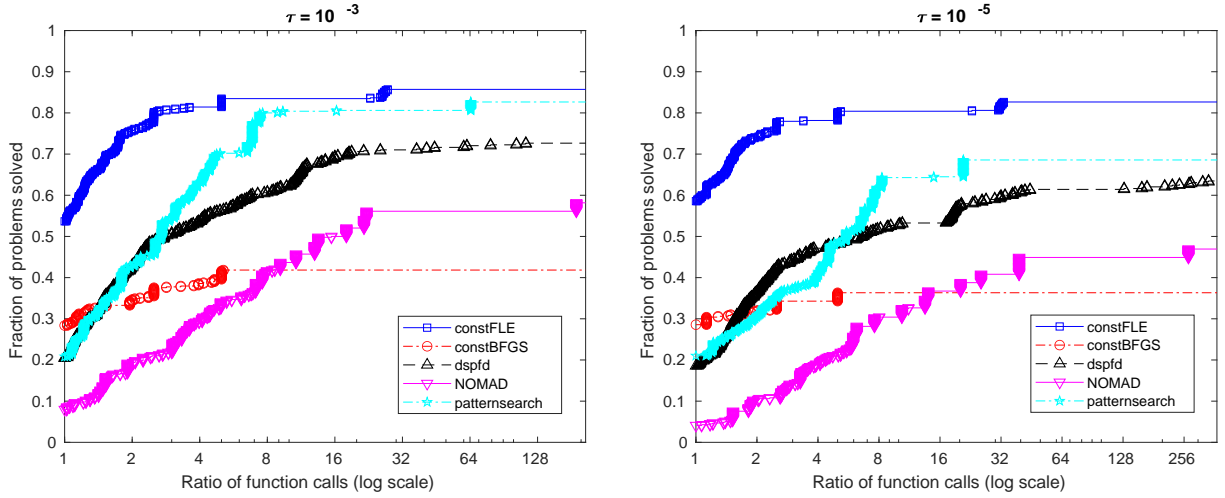 τ = 10 -3
1
0.9
0.8
0.7
0.6
0.5
0.4
0.3
0.2
0.1
0
Fraction of problems solved
1 2 4 8 16 32 64 128
Ratio of function calls (log scale)
constFLE
constBFGS
dspfd
NOMAD
patternsearch
τ = 10 -5
1
0.9
0.8
0.7
0.6
0.5
0.4
0.3
0.2
0.1
0
Fraction of problems solved
1 2 4 8 16 32 64 128 256
Ratio of function calls (log scale)
constFLE
constBFGS
dspfd
NOMAD
patternsearch